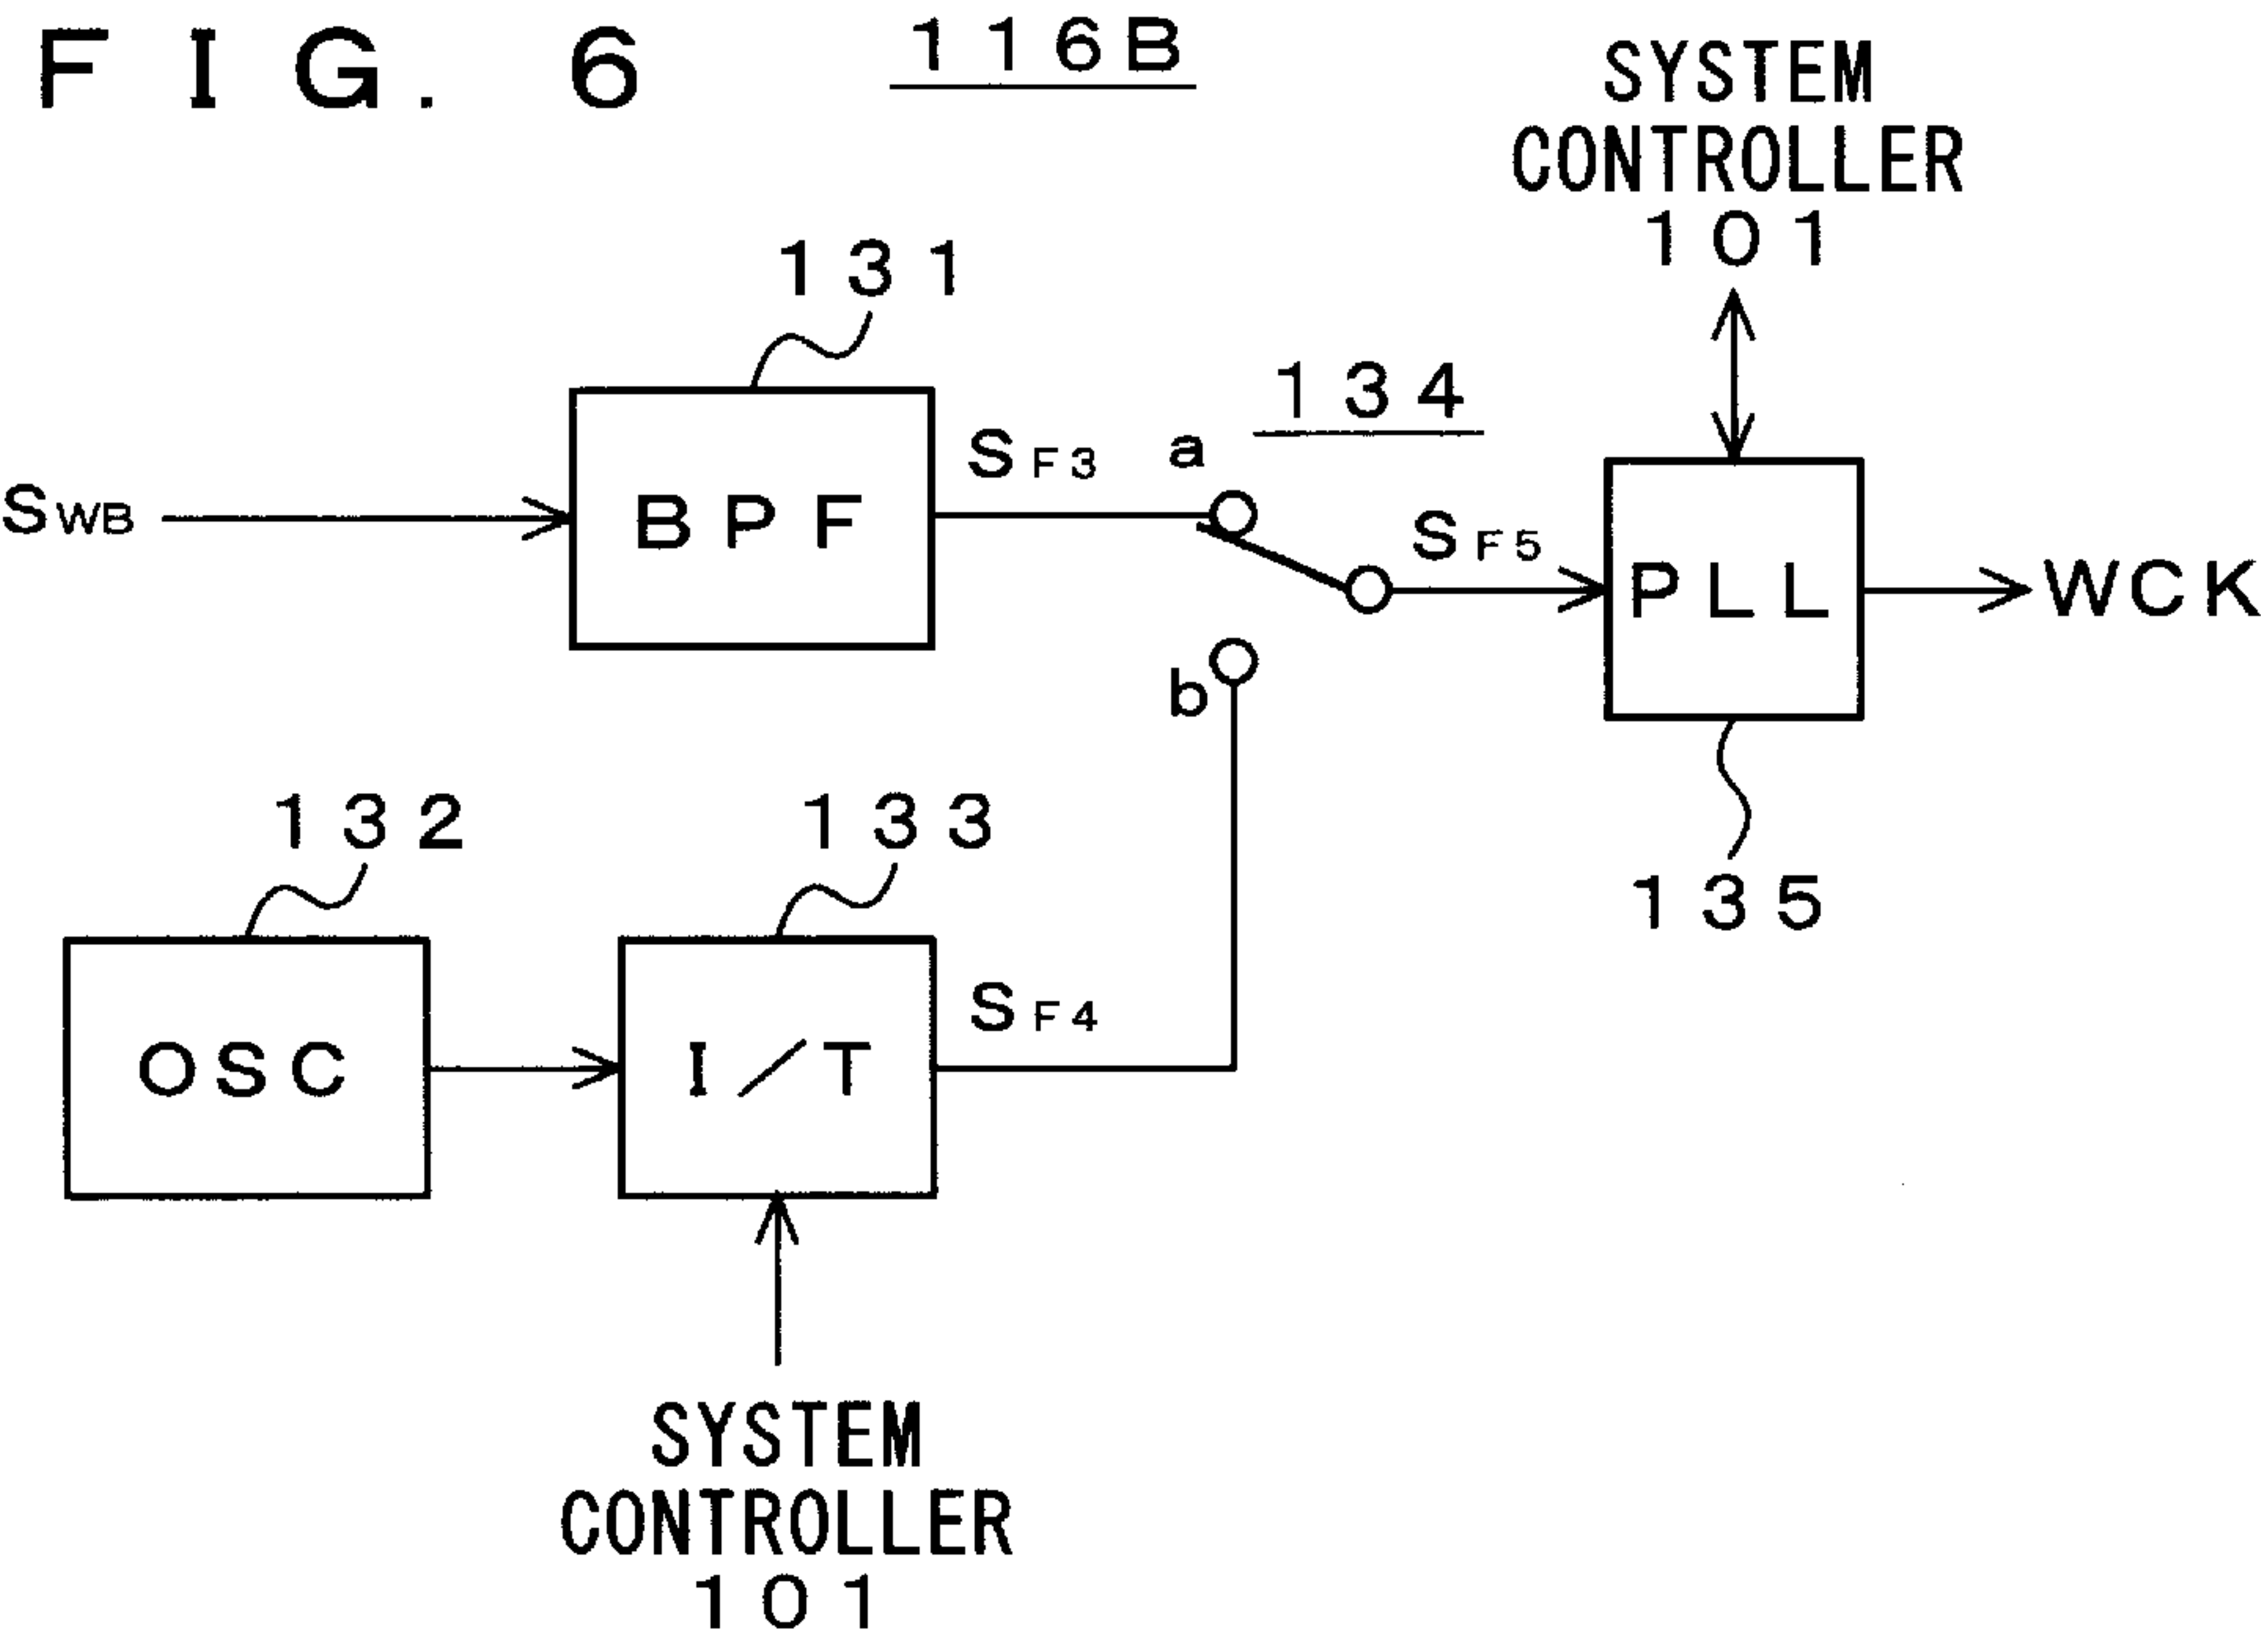 FIG. 6
116B
SYSTEM
CONTROLLER
101
131
134
SF3
a
SWB
BPF
SF5
PLL
WCK
b
132
133
135
SF4
OSC
I/T
SYSTEM
CONTROLLER
101